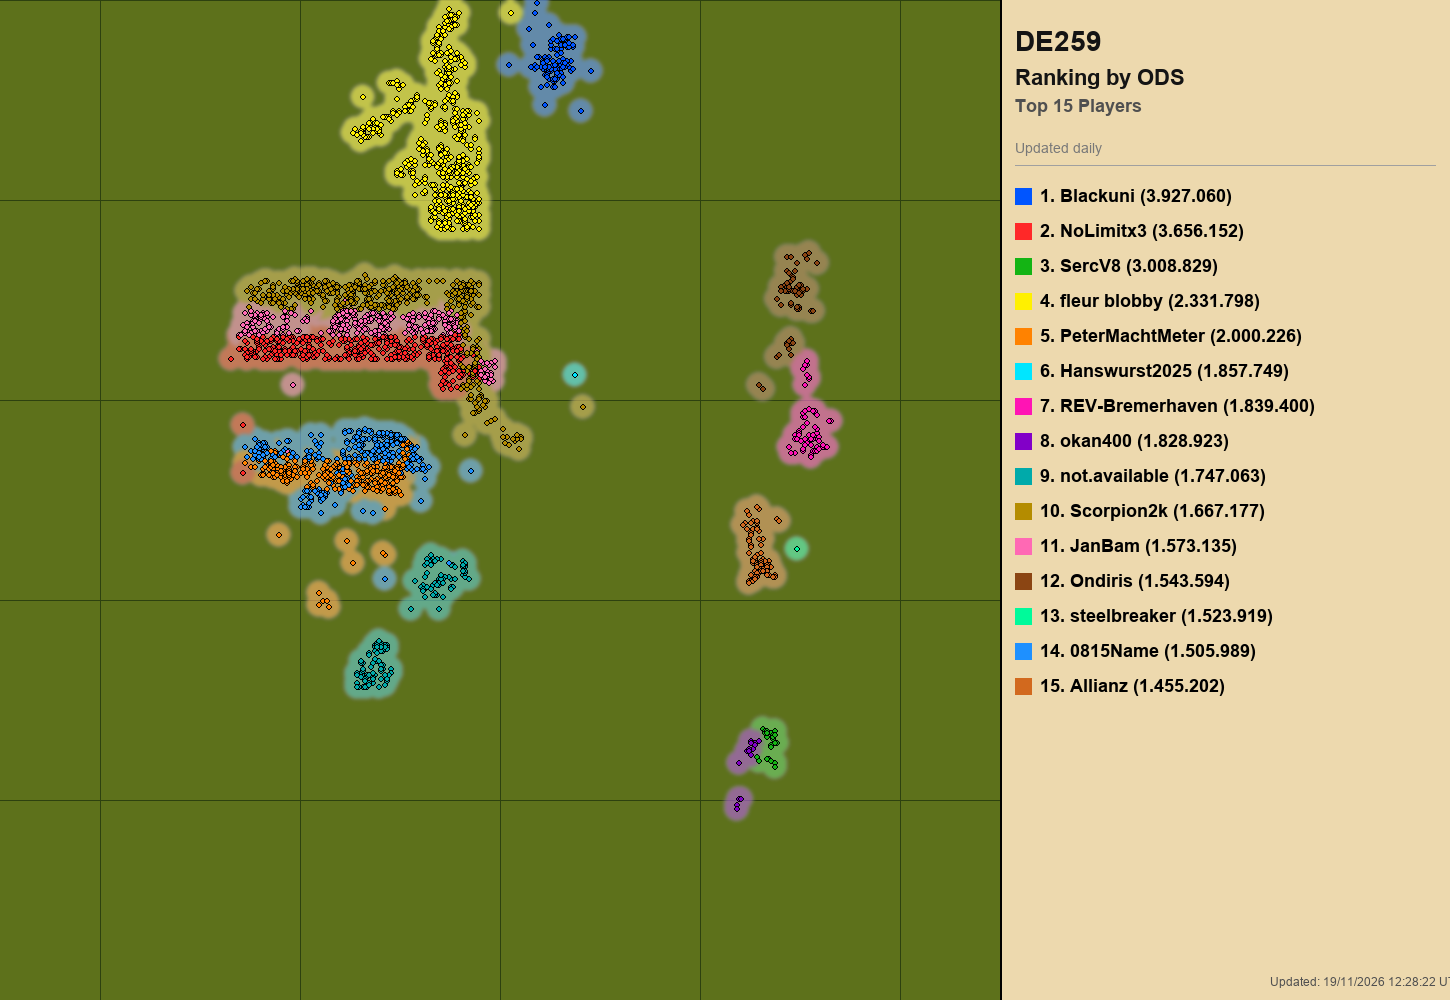 DE259
Ranking by ODS
Top 15 Players
Updated daily
1. Blackuni (3.927.060)
2. NoLimitx3 (3.656.152)
3. SercV8 (3.008.829)
4. fleur blobby (2.331.798)
5. PeterMachtMeter (2.000.226)
6. Hanswurst2025 (1.857.749)
7. REV-Bremerhaven (1.839.400)
8. okan400 (1.828.923)
9. not.available (1.747.063)
10. Scorpion2k (1.667.177)
11. JanBam (1.573.135)
12. Ondiris (1.543.594)
13. steelbreaker (1.523.919)
14. 0815Name (1.505.989)
15. Allianz (1.455.202)
Updated: 19/11/2026 12:28:22